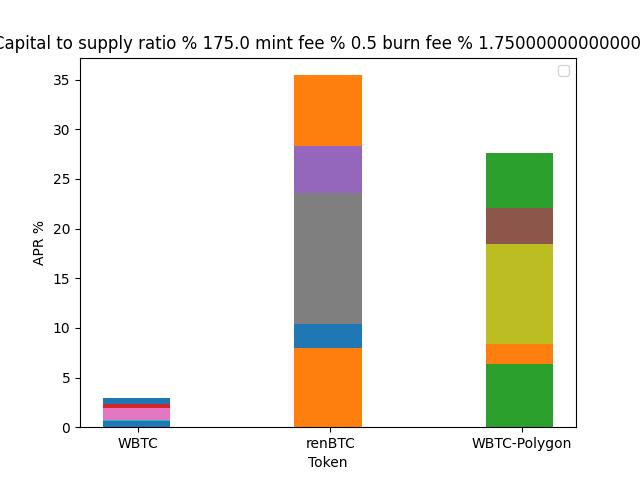 Capital to supply ratio % 175.0 mint fee % 0.5 burn fee % 1.75000000000000
35
30
25
20
15
10
5
0
APR %
WBTC renBTC WBTC-Polygon
Token